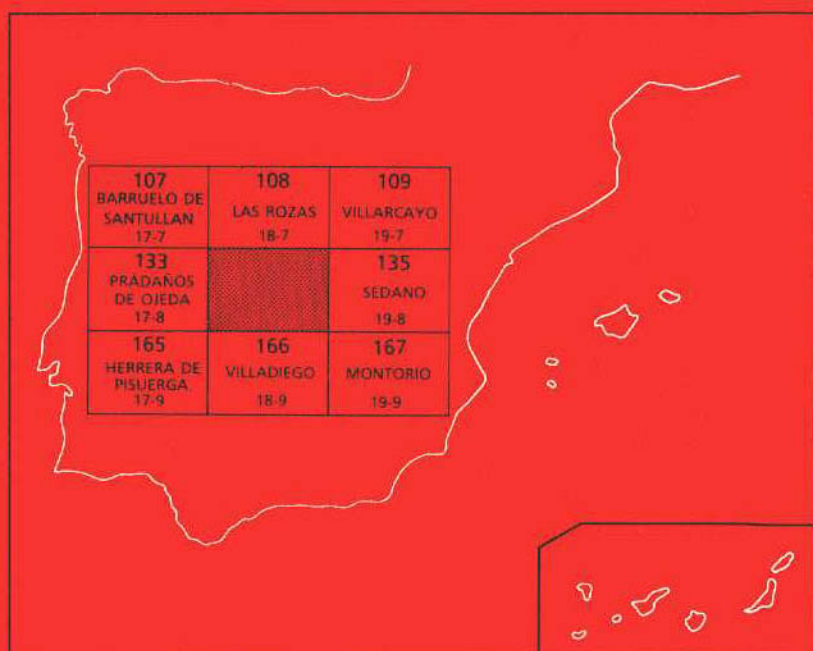 107
BARRUELO DE
SANTULLAN
17-7
108
LAS ROZAS
18-7
109
VILLARCAYO
19-7
133
PRADAÑOS
DE OJEDA
17-8
135
SEDANO
19-8
165
HERRERA DE
PISUERGA
17-9
166
VILLADIEGO
18-9
167
MONTORIO
19-9